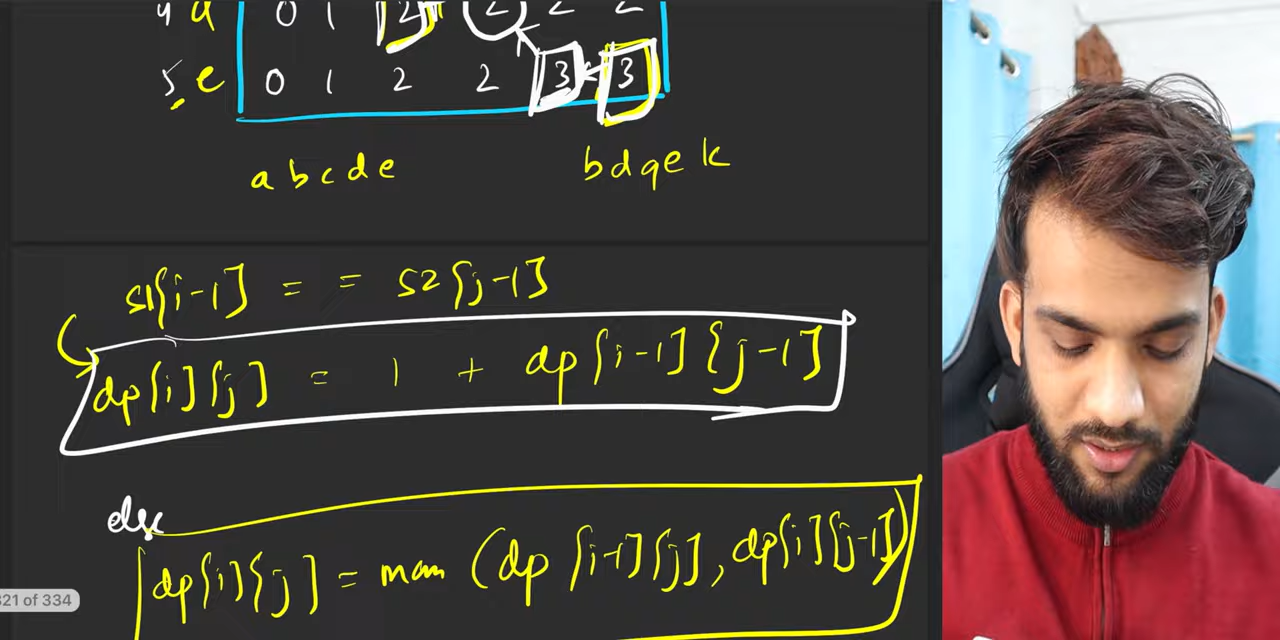 4 d 0 1 2 2 2 2
5 e 0 1 2 2 3 3
a b c d e b d g e k
S1[i-1] = = S2[j-1]
dp[i][j] = 1 + dp[i-1][j-1]
else
dp[i][j] = max (dp[i-1][j], dp[i][j-1])
321 of 334